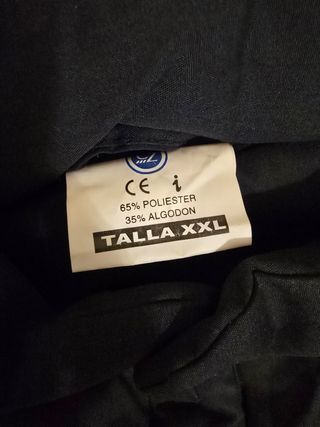 CE i
65% POLIESTER
35% ALGODON
TALLA XXL